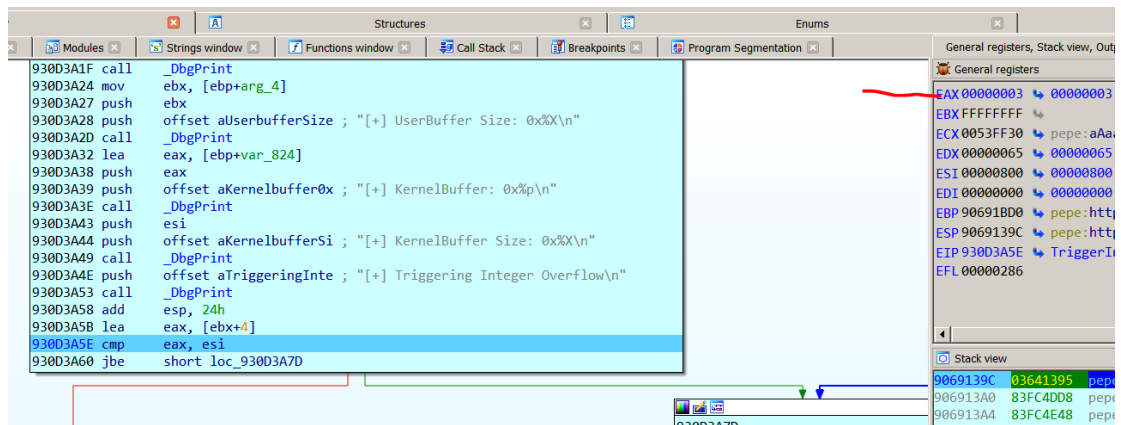 Structures
Enums
Modules
Strings window
Functions window
Call Stack
Breakpoints
Program Segmentation
General registers, Stack view, Outp
930D3A1F call _DbgPrint
930D3A24 mov ebx, [ebp+arg_4]
930D3A27 push ebx
930D3A28 push offset aUserbufferSize ; "[+] UserBuffer Size: 0x%X\n"
930D3A2D call _DbgPrint
930D3A32 lea eax, [ebp+var_824]
930D3A38 push eax
930D3A39 push offset aKernelbuffer0x ; "[+] KernelBuffer: 0x%p\n"
930D3A3E call _DbgPrint
930D3A43 push esi
930D3A44 push offset aKernelbufferSi ; "[+] KernelBuffer Size: 0x%X\n"
930D3A49 call _DbgPrint
930D3A4E push offset aTriggeringInte ; "[+] Triggering Integer Overflow\n"
930D3A53 call _DbgPrint
930D3A58 add esp, 24h
930D3A5B lea eax, [ebx+4]
930D3A5E cmp eax, esi
930D3A60 jbe short loc_930D3A7D
General registers
EAX 00000003 00000003
EBX FFFFFFFF
ECX 0053FF30 pepe:aAaa
EDX 00000065 00000065
ESI 00000800 00000800
EDI 00000000 00000000
EBP 90691BD0 pepe:http
ESP 9069139C pepe:http
EIP 930D3A5E TriggerIn
EFL 00000286
Stack view
9069139C 03641395 pepe
906913A0 83FC4DD8 pepe
906913A4 83FC4E48 pepe
930D3A7D